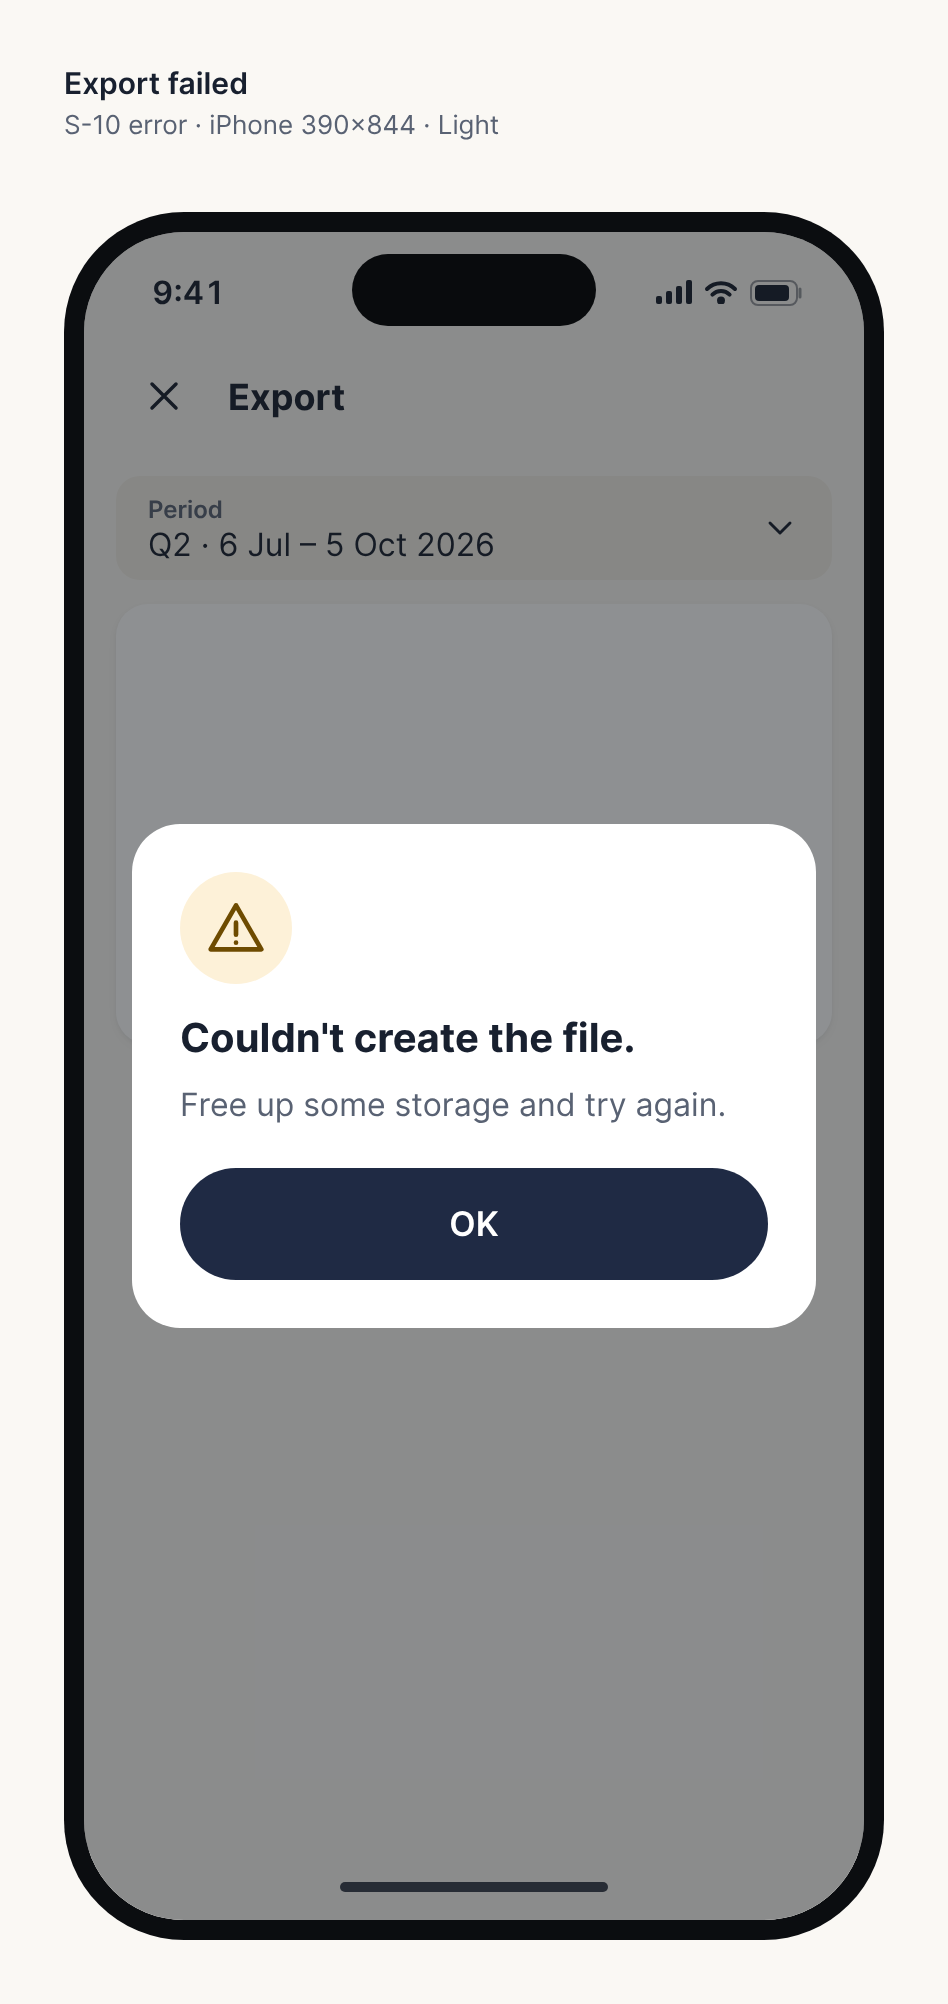 Export failed
S-10 error · iPhone 390×844 · Light
9:41
Export
Period
Q2 · 6 Jul – 5 Oct 2026
Couldn't create the file.
Free up some storage and try again.
OK